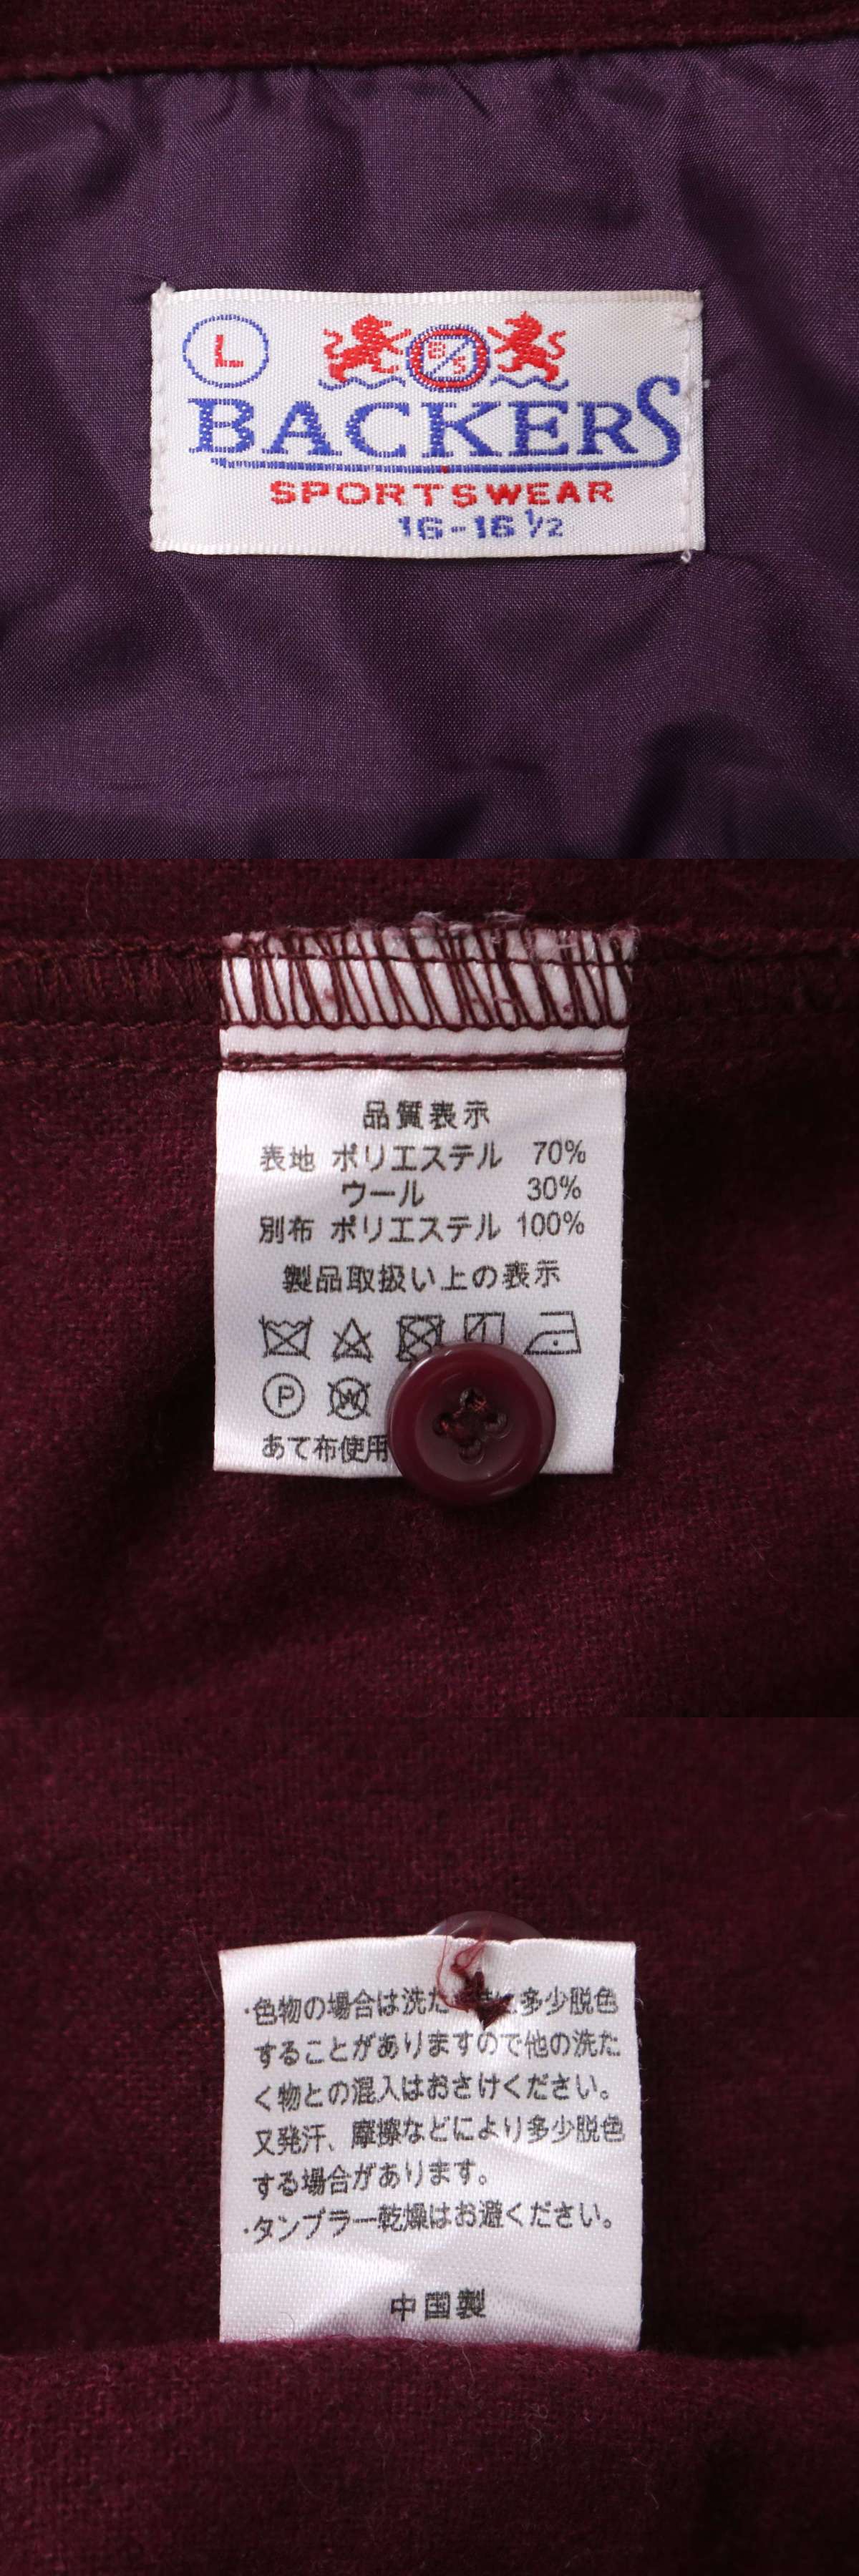 L
B/S
BACKERS
SPORTSWEAR
16-16 1/2
品質表示
表地 ポリエステル 70%
ウール 30%
別布 ポリエステル 100%
製品取扱い上の表示
P
W
あて布使用
・色物の場合は洗た 多少脱色
することがありますので他の洗た
く物との混入はおさけください。
又発汗、摩擦などにより多少脱色
する場合があります。
・タンブラー乾燥はお避ください。
中国製